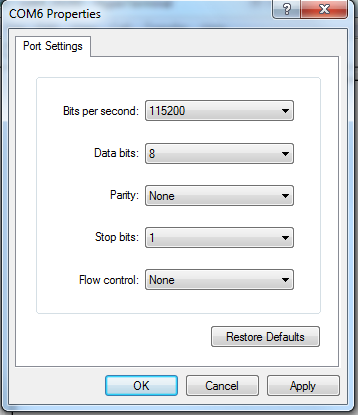 COM6 Properties
?
Port Settings
Bits per second: 115200
Data bits: 8
Parity: None
Stop bits: 1
Flow control: None
Restore Defaults
OK Cancel Apply